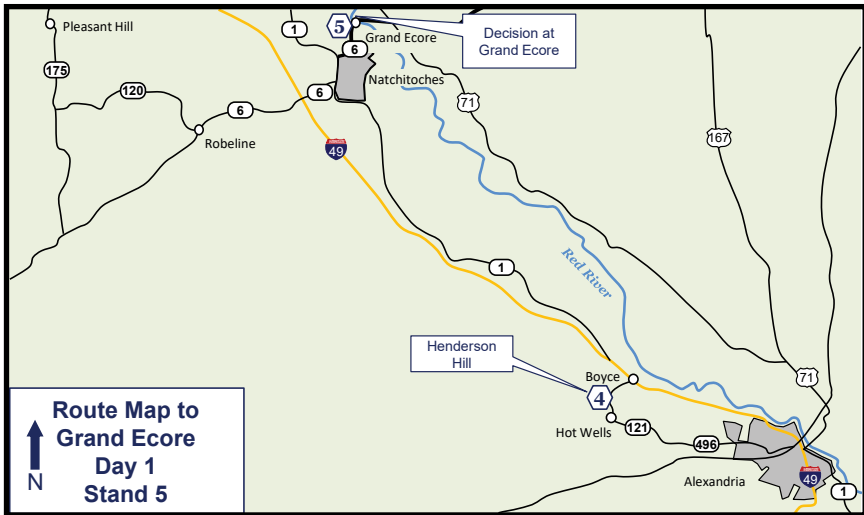 Pleasant Hill
1
5
Grand Ecore
Decision at
Grand Ecore
6
Natchitoches
175
120
6
6
71
Robeline
INTERSTATE
49
167
1
Red River
Henderson
Hill
Boyce
71
4
Hot Wells
121
496
Alexandria
49
1
Route Map to
Grand Ecore
Day 1
Stand 5
N